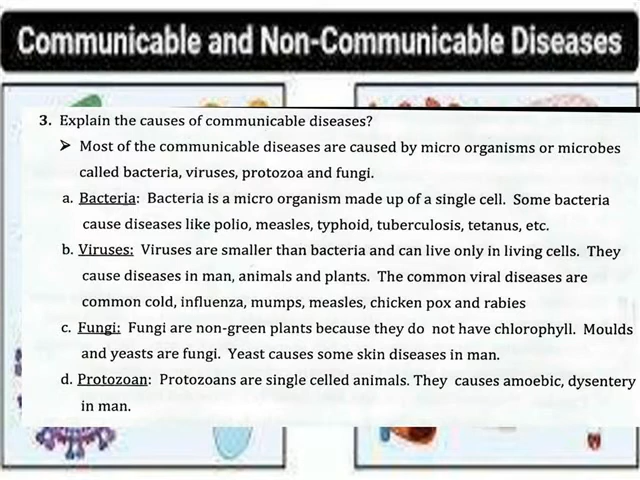 Communicable and Non-Communicable Diseases
3. Explain the causes of communicable diseases?
➤ Most of the communicable diseases are caused by micro organisms or microbes
called bacteria, viruses, protozoa and fungi.
a. Bacteria: Bacteria is a micro organism made up of a single cell. Some bacteria
cause diseases like polio, measles, typhoid, tuberculosis, tetanus, etc.
b. Viruses: Viruses are smaller than bacteria and can live only in living cells. They
cause diseases in man, animals and plants. The common viral diseases are
common cold, influenza, mumps, measles, chicken pox and rabies
c. Fungi: Fungi are non-green plants because they do not have chlorophyll. Moulds
and yeasts are fungi. Yeast causes some skin diseases in man.
d. Protozoan: Protozoans are single celled animals. They causes amoebic, dysentery
in man.